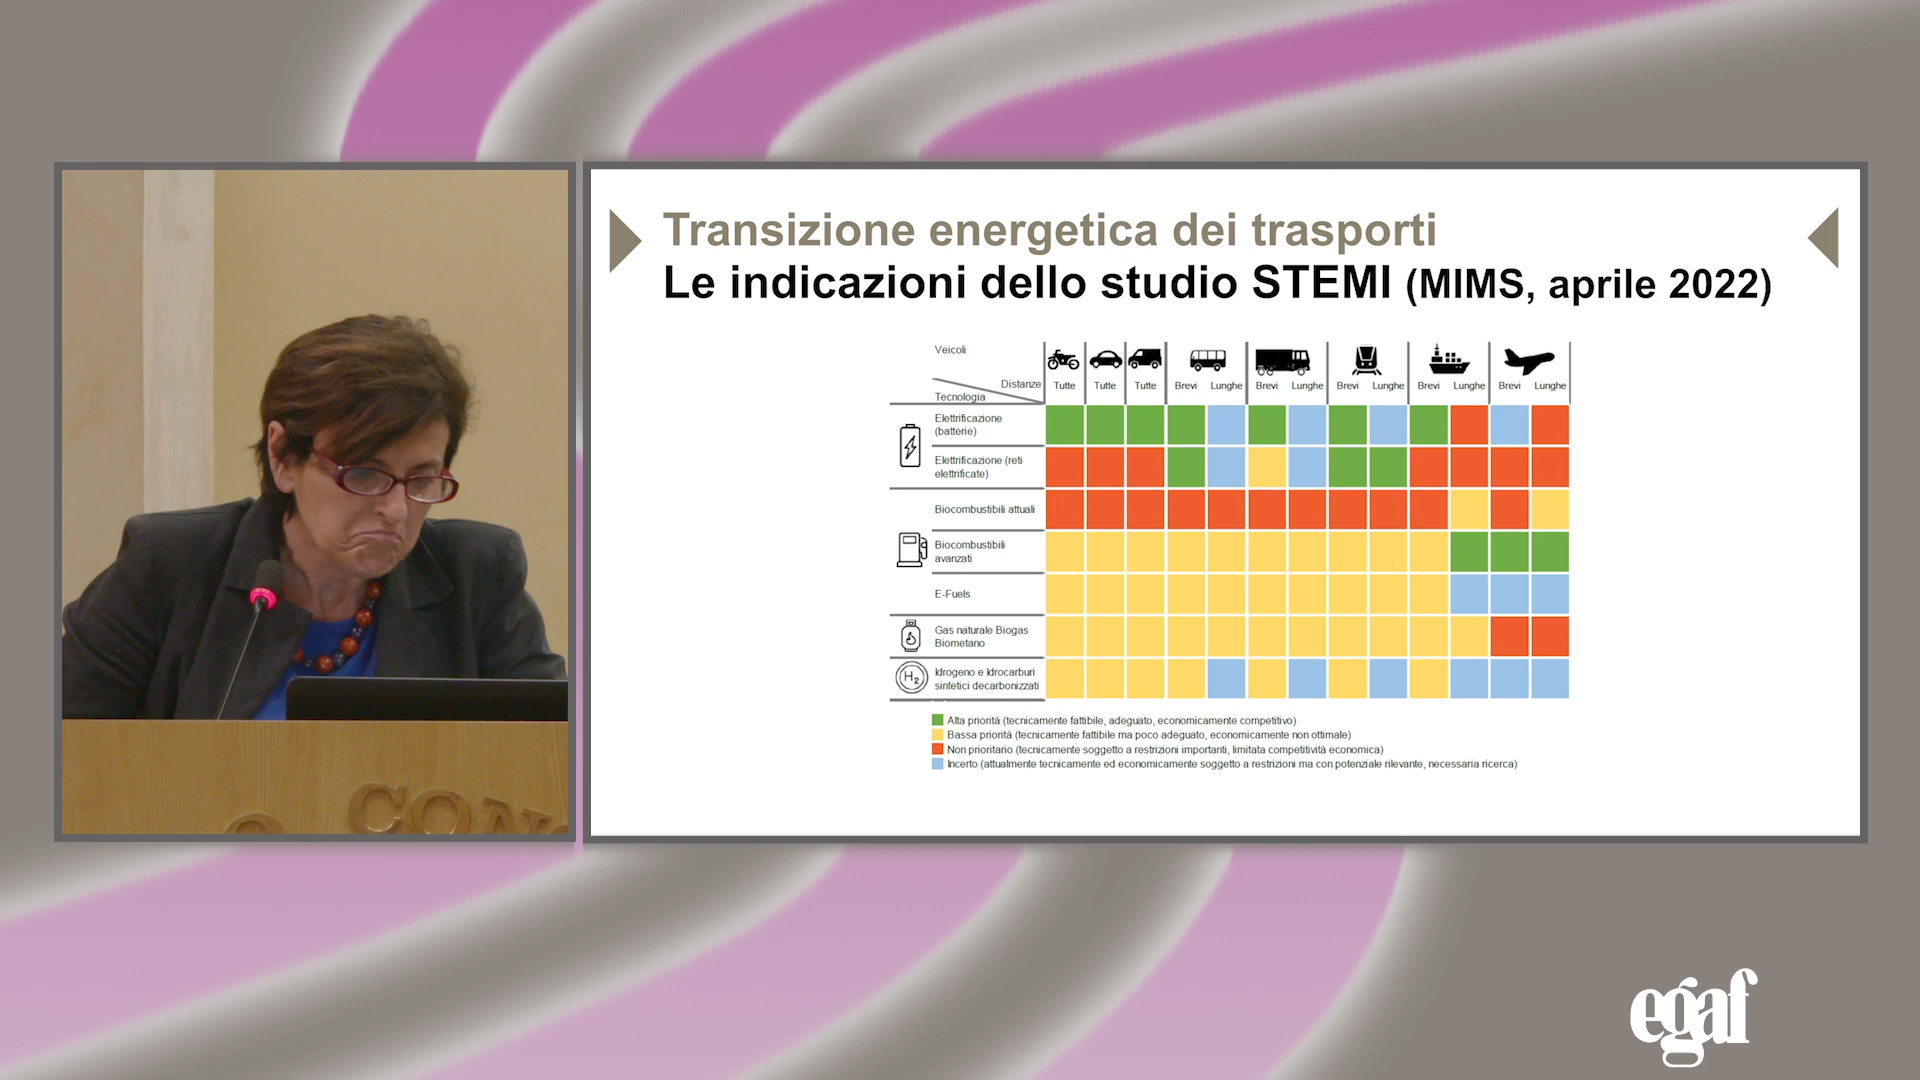 Transizione energetica dei trasporti
Le indicazioni dello studio STEMI (MIMS, aprile 2022)
Veicoli
Distanze
Tecnologia
Tutte Tutte Tutte Brevi Lunghe Brevi Lunghe Brevi Lunghe Brevi Lunghe Brevi Lunghe
Elettrificazione
(batterie)
Elettrificazione (reti
elettrificate)
Biocombustibili attuali
Biocombustibili
avanzati
E-Fuels
Gas naturale Biogas
Biometano
H2
Idrogeno e Idrocarburi
sintetici decarbonizzati
Alta priorità (tecnicamente fattibile, adeguato, economicamente competitivo)
Bassa priorità (tecnicamente fattibile ma poco adeguato, economicamente non ottimale)
Non prioritario (tecnicamente soggetto a restrizioni importanti, limitata competitività economica)
Incerto (attualmente tecnicamente ed economicamente soggetto a restrizioni ma con potenziale rilevante, necessaria ricerca)
egaf